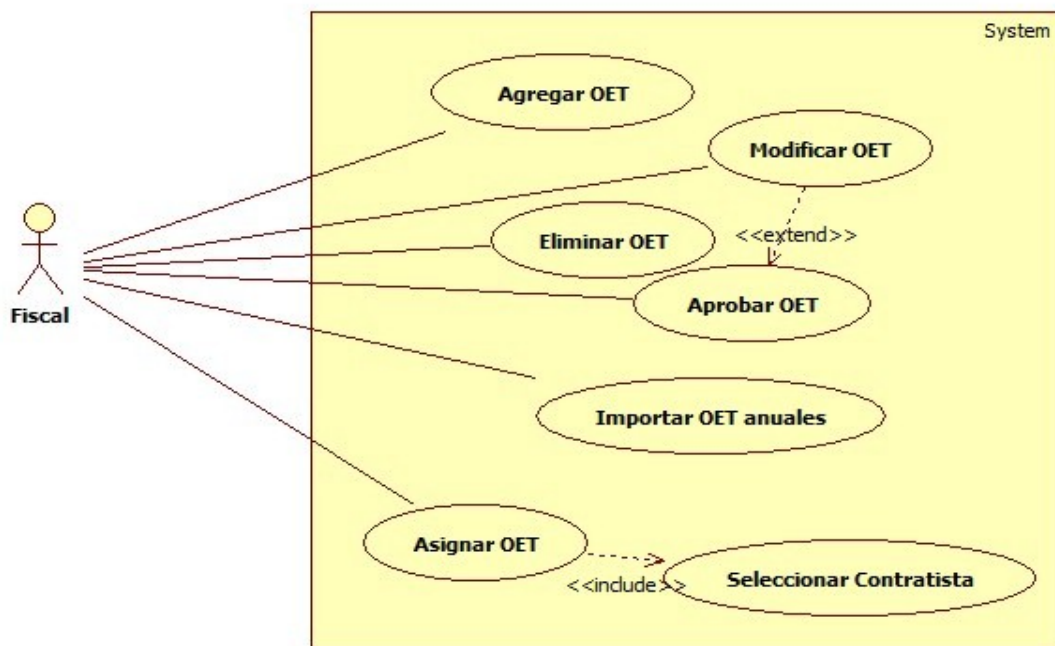 System
Agregar OET
Modificar OET
Eliminar OET
<<extend>>
Fiscal
Aprobar OET
Importar OET anuales
Asignar OET
<<include>>
Seleccionar Contratista